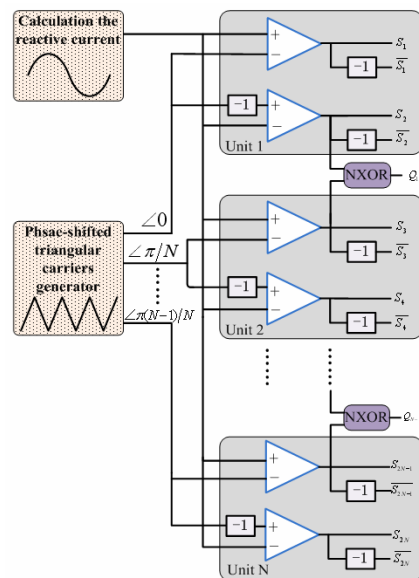 Calculation the
reactive current
+
−
S₁
-1
S̅₁
-1
+
−
S₂
-1
S̅₂
Unit 1
NXOR
Phsae-shifted
triangular
carriers
generator
∠0
∠π/N
∠π(N−1)/N
+
−
S₃
-1
S̅₃
-1
+
−
S₄
-1
S̅₄
Unit 2
NXOR
+
−
S₂N₋₁
-1
S̅₂N₋₁
-1
+
−
S₂N
-1
S̅₂N
Unit N